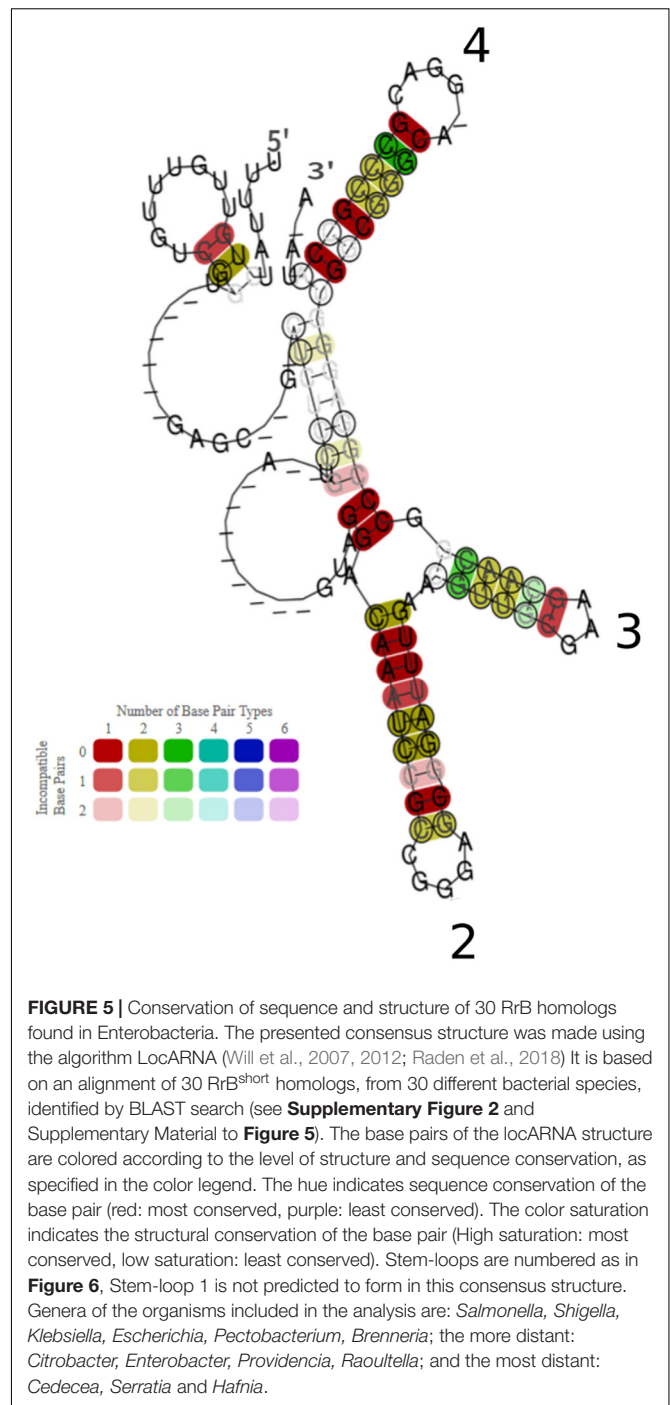 4
5'
3'
3
2
Number of Base Pair Types
1 2 3 4 5 6
Incompatible
Base Pairs
0
1
2
FIGURE 5 | Conservation of sequence and structure of 30 RrB homologs
found in Enterobacteria. The presented consensus structure was made using
the algorithm LocARNA (Will et al., 2007, 2012; Raden et al., 2018) It is based
on an alignment of 30 RrBshort homologs, from 30 different bacterial species,
identified by BLAST search (see Supplementary Figure 2 and
Supplementary Material to Figure 5). The base pairs of the locARNA structure
are colored according to the level of structure and sequence conservation, as
specified in the color legend. The hue indicates sequence conservation of the
base pair (red: most conserved, purple: least conserved). The color saturation
indicates the structural conservation of the base pair (High saturation: most
conserved, low saturation: least conserved). Stem-loops are numbered as in
Figure 6, Stem-loop 1 is not predicted to form in this consensus structure.
Genera of the organisms included in the analysis are: Salmonella, Shigella,
Klebsiella, Escherichia, Pectobacterium, Brenneria; the more distant:
Citrobacter, Enterobacter, Providencia, Raoultella; and the most distant:
Cedecea, Serratia and Hafnia.